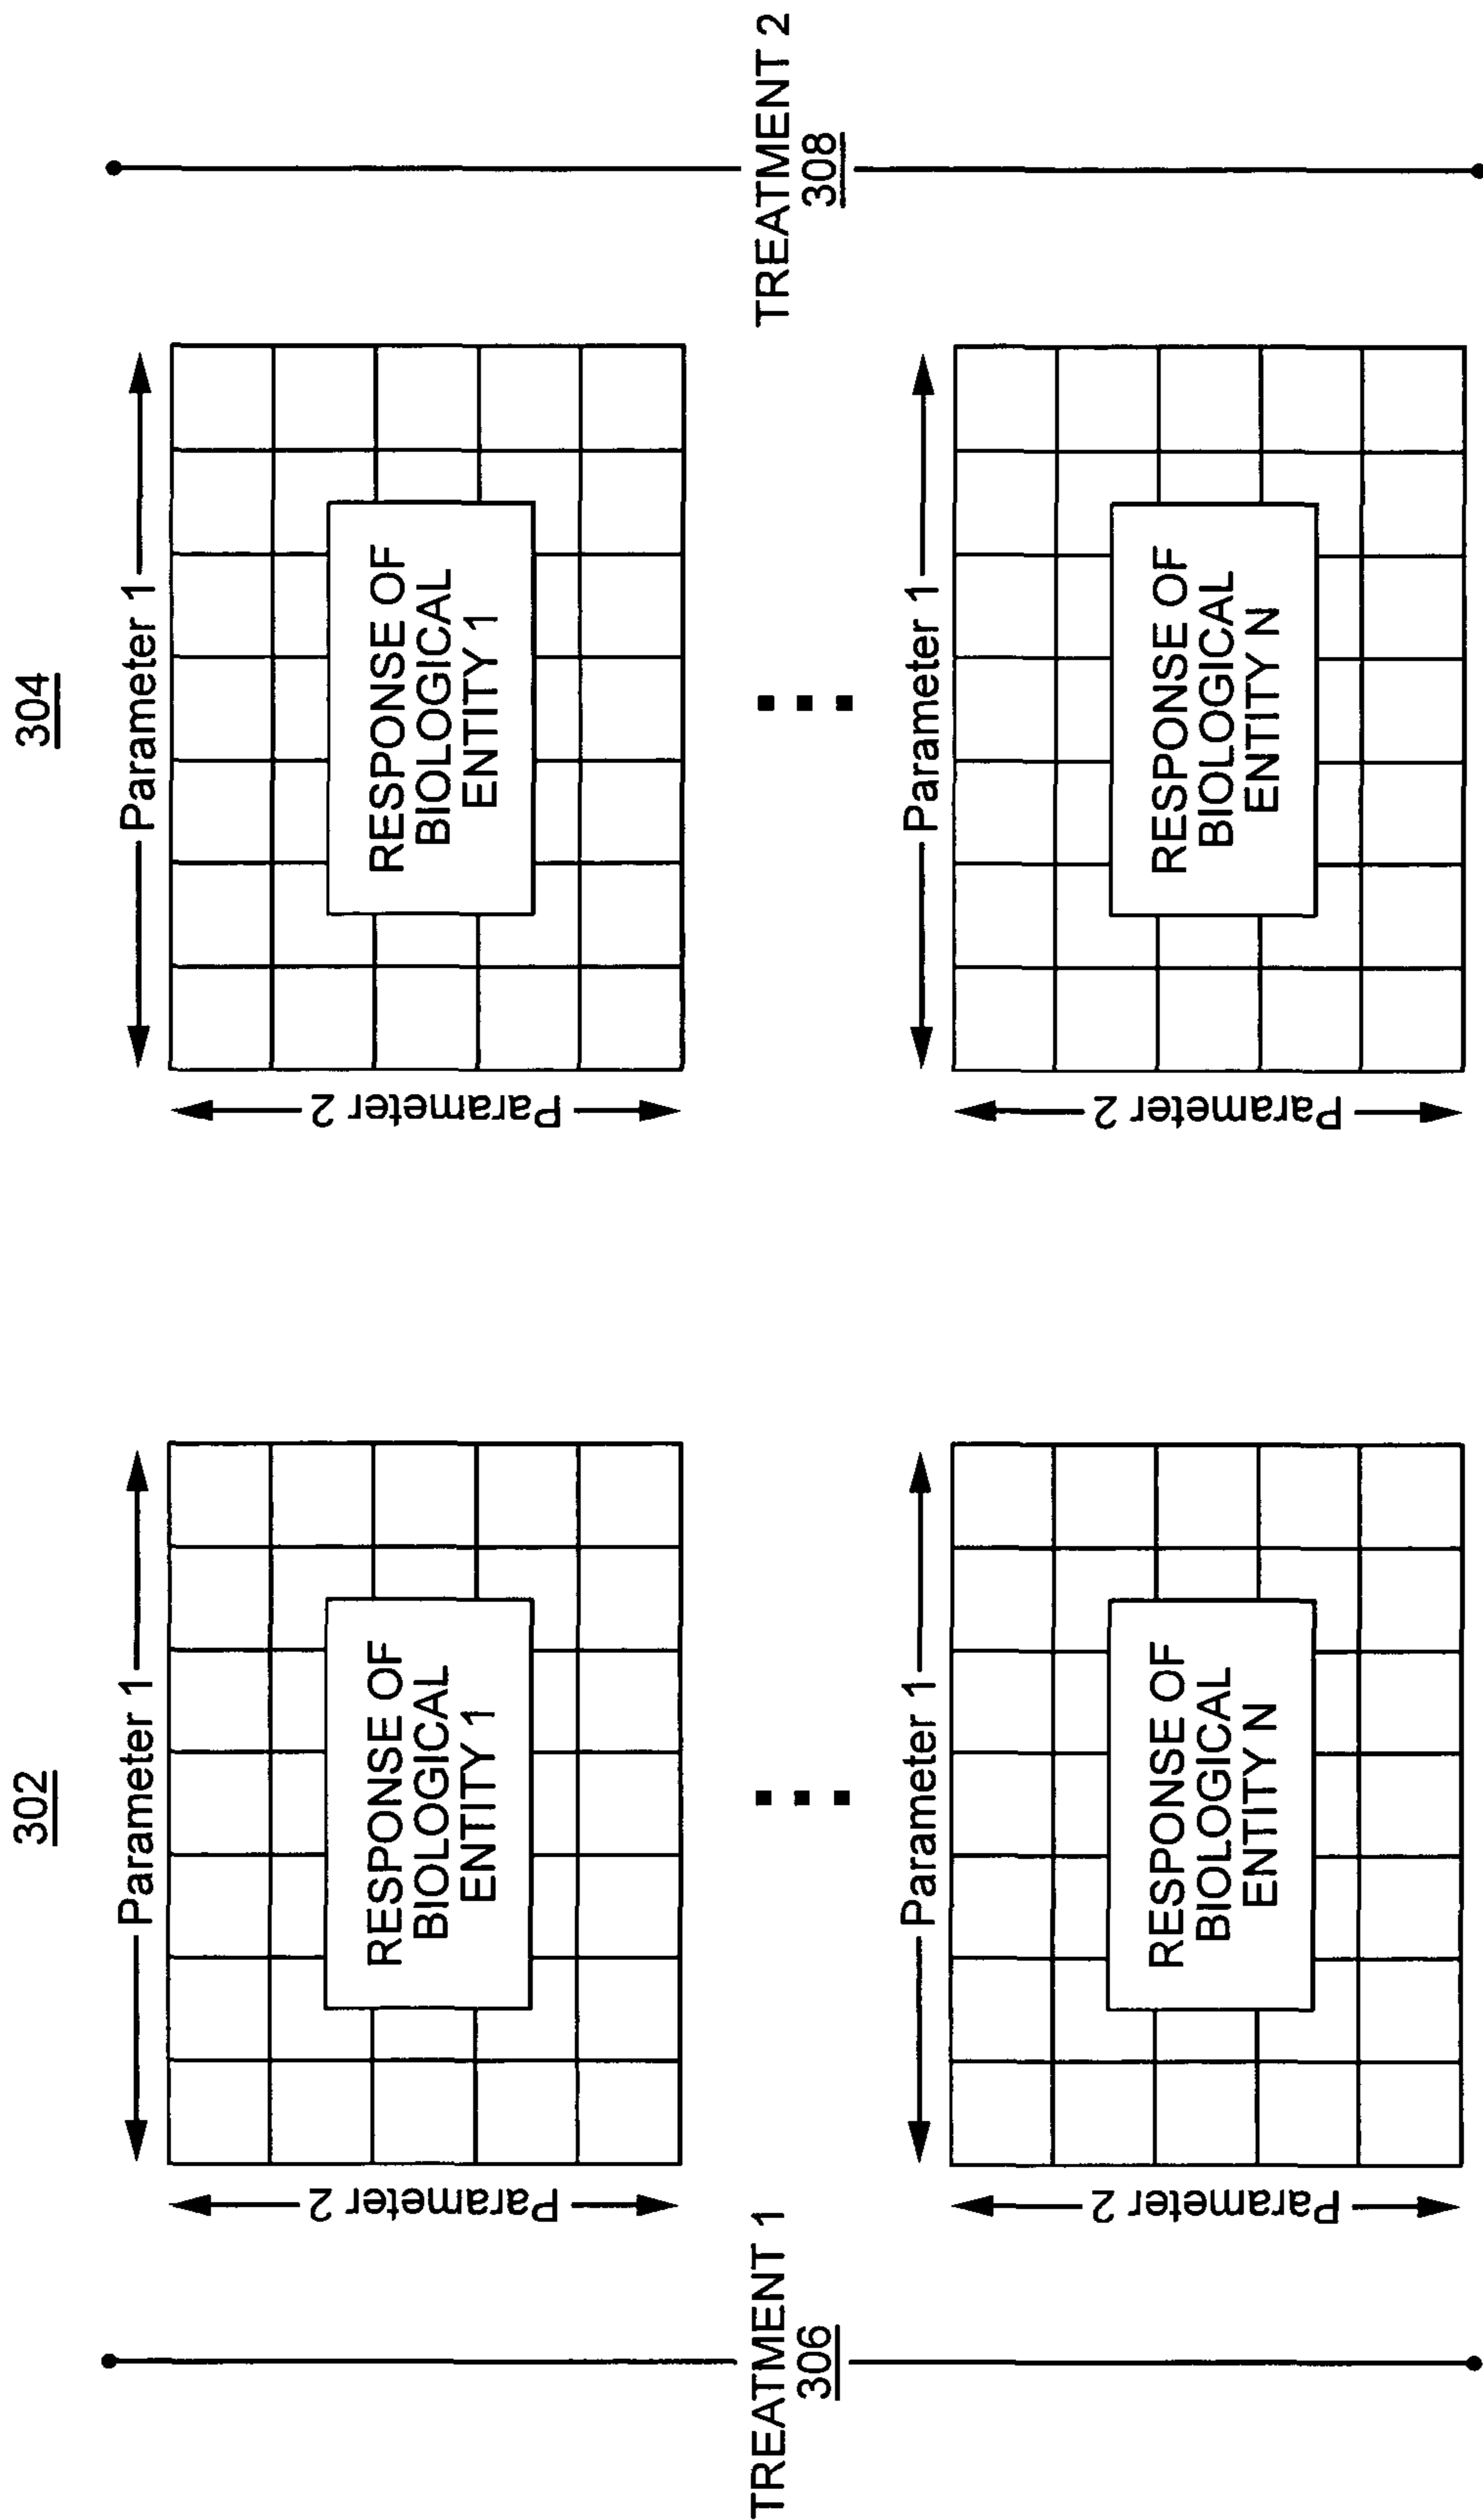 302
304
Parameter 1
Parameter 1
Parameter 2
RESPONSE OF
BIOLOGICAL
ENTITY 1
Parameter 2
RESPONSE OF
BIOLOGICAL
ENTITY 1
TREATMENT 1
306
TREATMENT 2
308
Parameter 1
Parameter 1
Parameter 2
RESPONSE OF
BIOLOGICAL
ENTITY N
Parameter 2
RESPONSE OF
BIOLOGICAL
ENTITY N